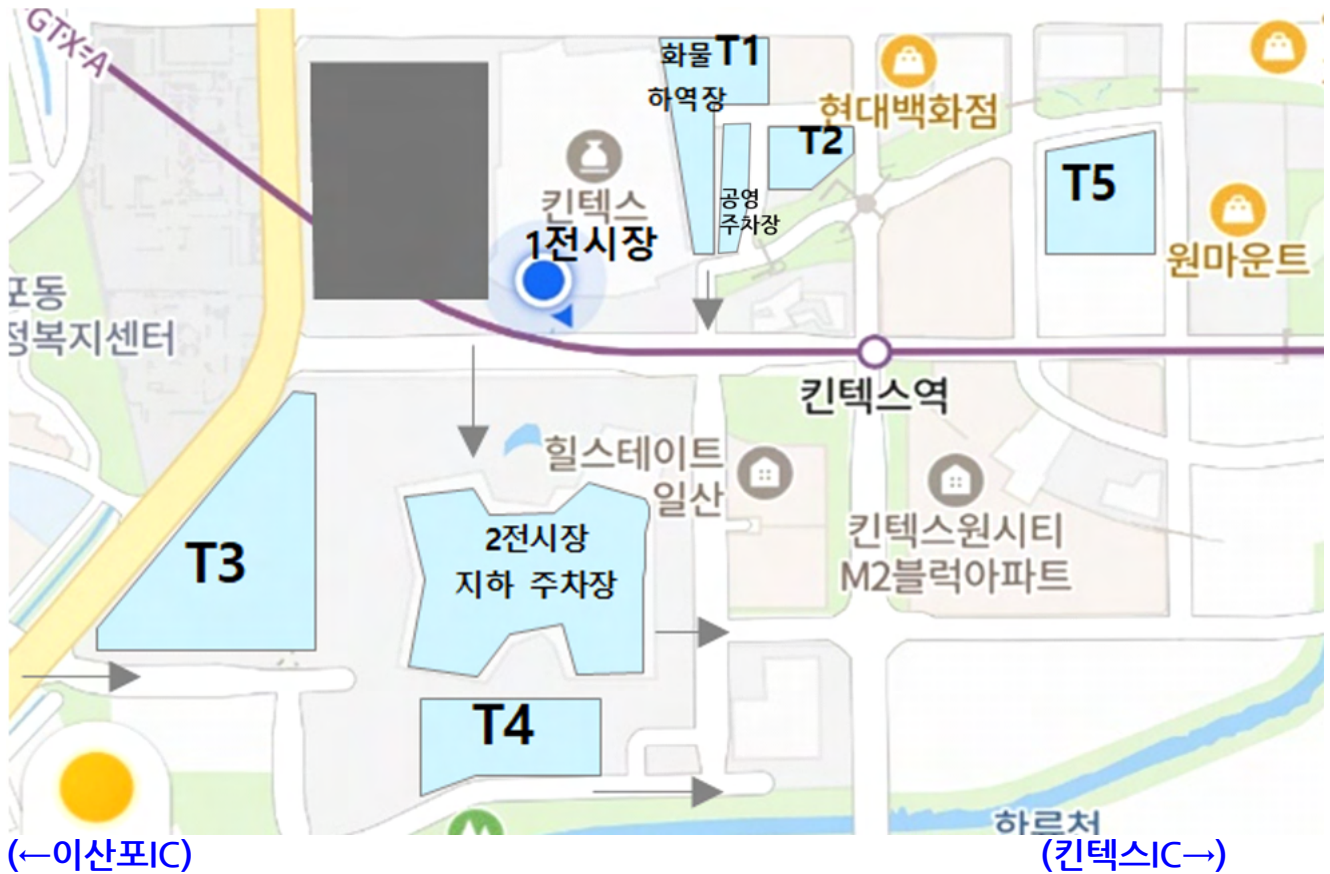 GTX-A
화물 T1
하역장
현대백화점
T2
T5
킨텍스
1전시장
공영
주차장
원마운트
포동
정복지센터
킨텍스역
힐스테이트
일산
2전시장
지하 주차장
T3
킨텍스원시티
M2블럭아파트
T4
하류천
(←이산포IC)
(킨텍스IC→)